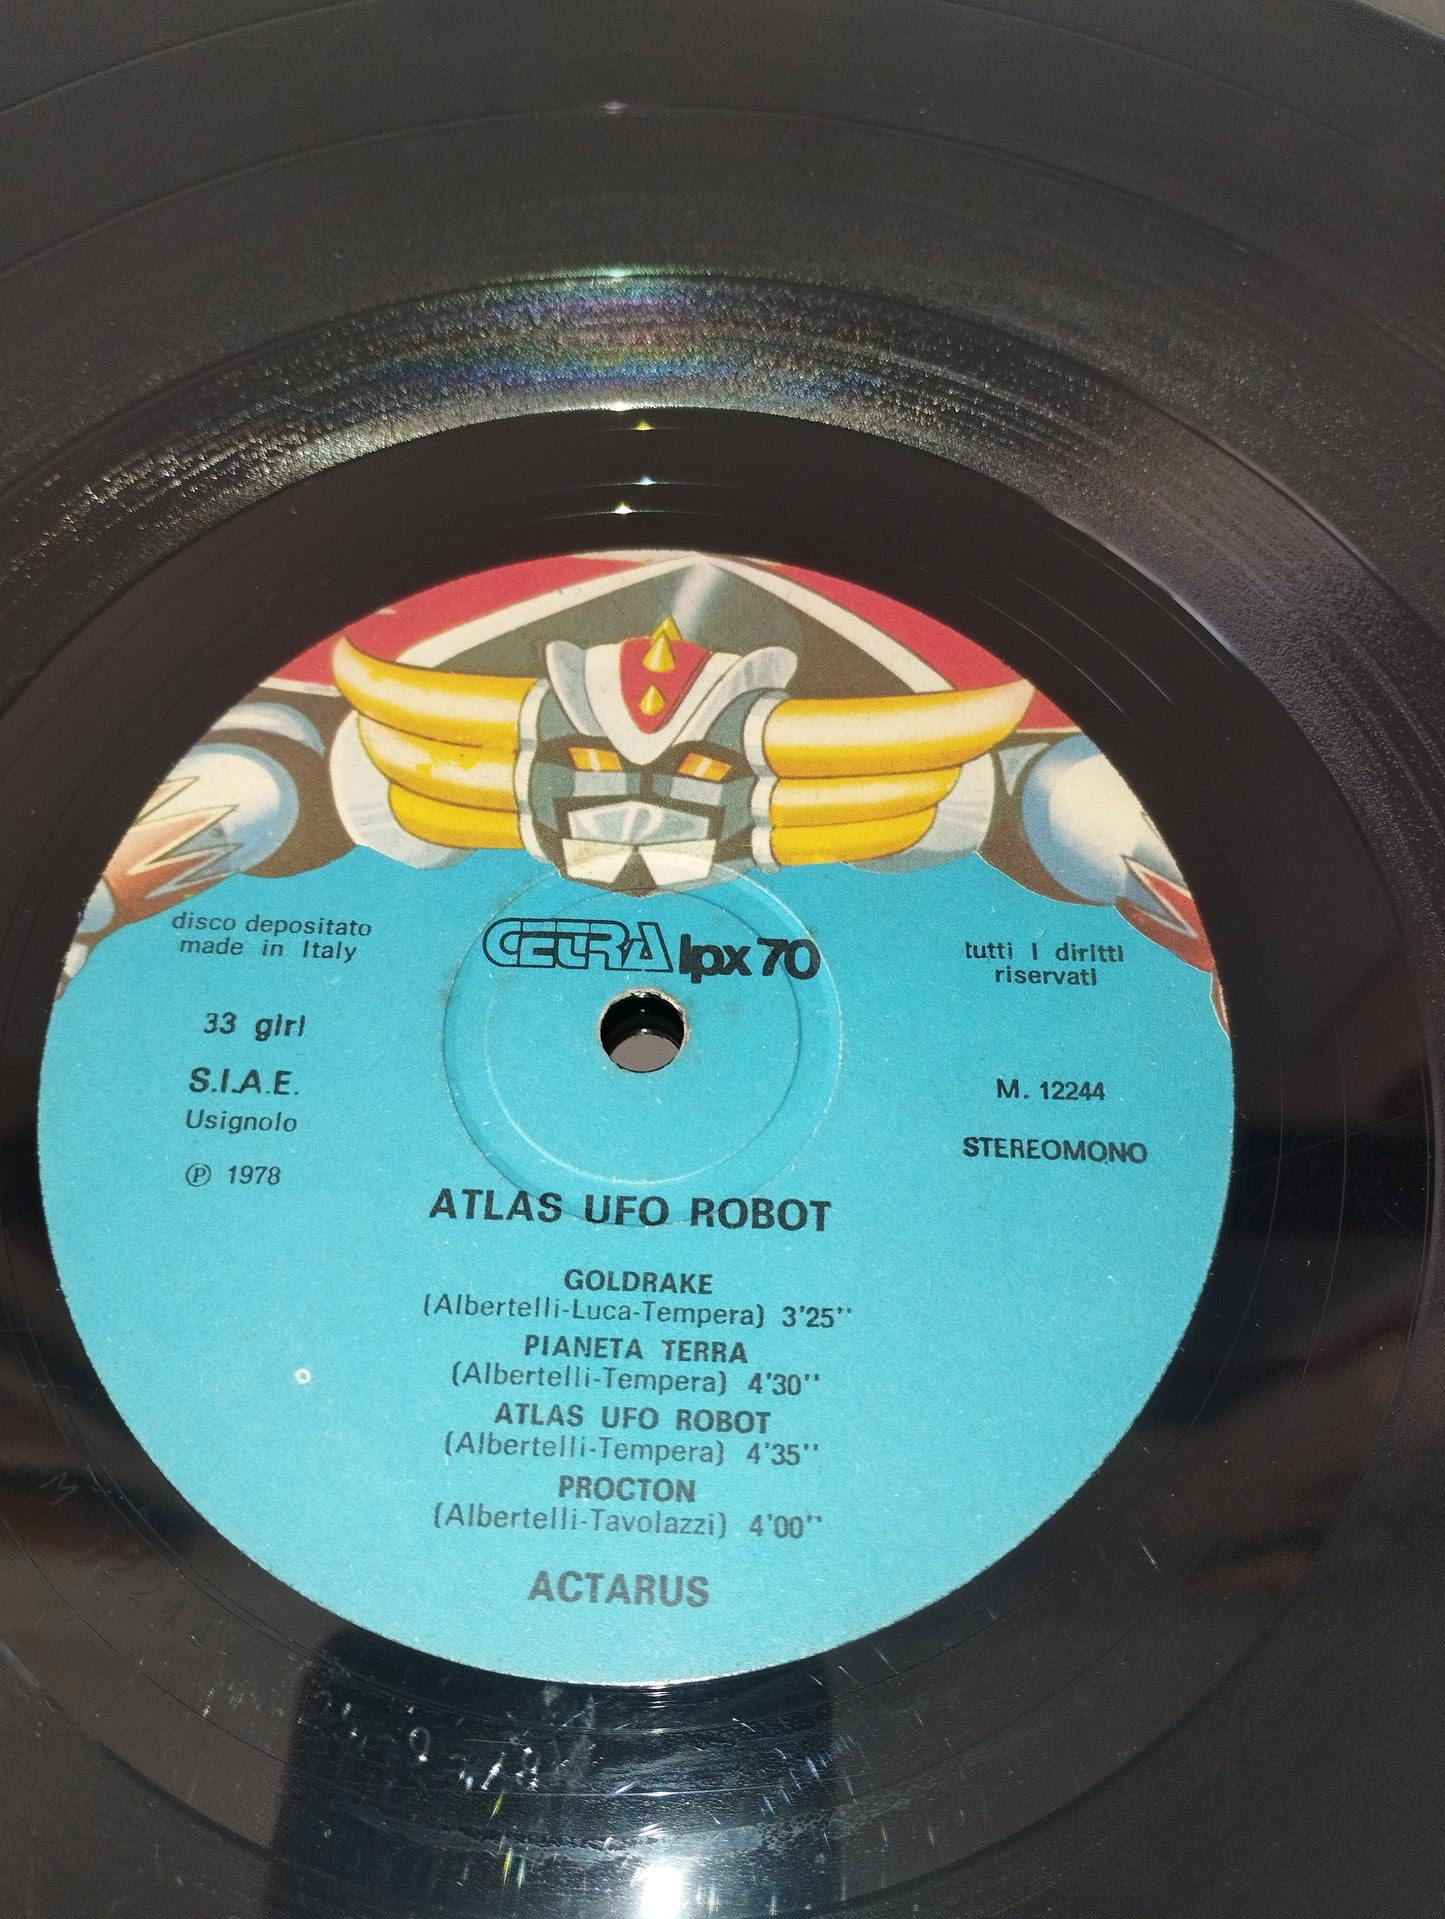 disco depositato
made in Italy
CETRA lpx 70
tutti i diritti
riservati
33 giri
S.I.A.E.
Usignolo
℗ 1978
M. 12244
STEREOMONO
ATLAS UFO ROBOT
GOLDRAKE
(Albertelli-Luca-Tempera) 3'25''
PIANETA TERRA
(Albertelli-Tempera) 4'30''
ATLAS UFO ROBOT
(Albertelli-Tempera) 4'35''
PROCTON
(Albertelli-Tavolazzi) 4'00''
ACTARUS